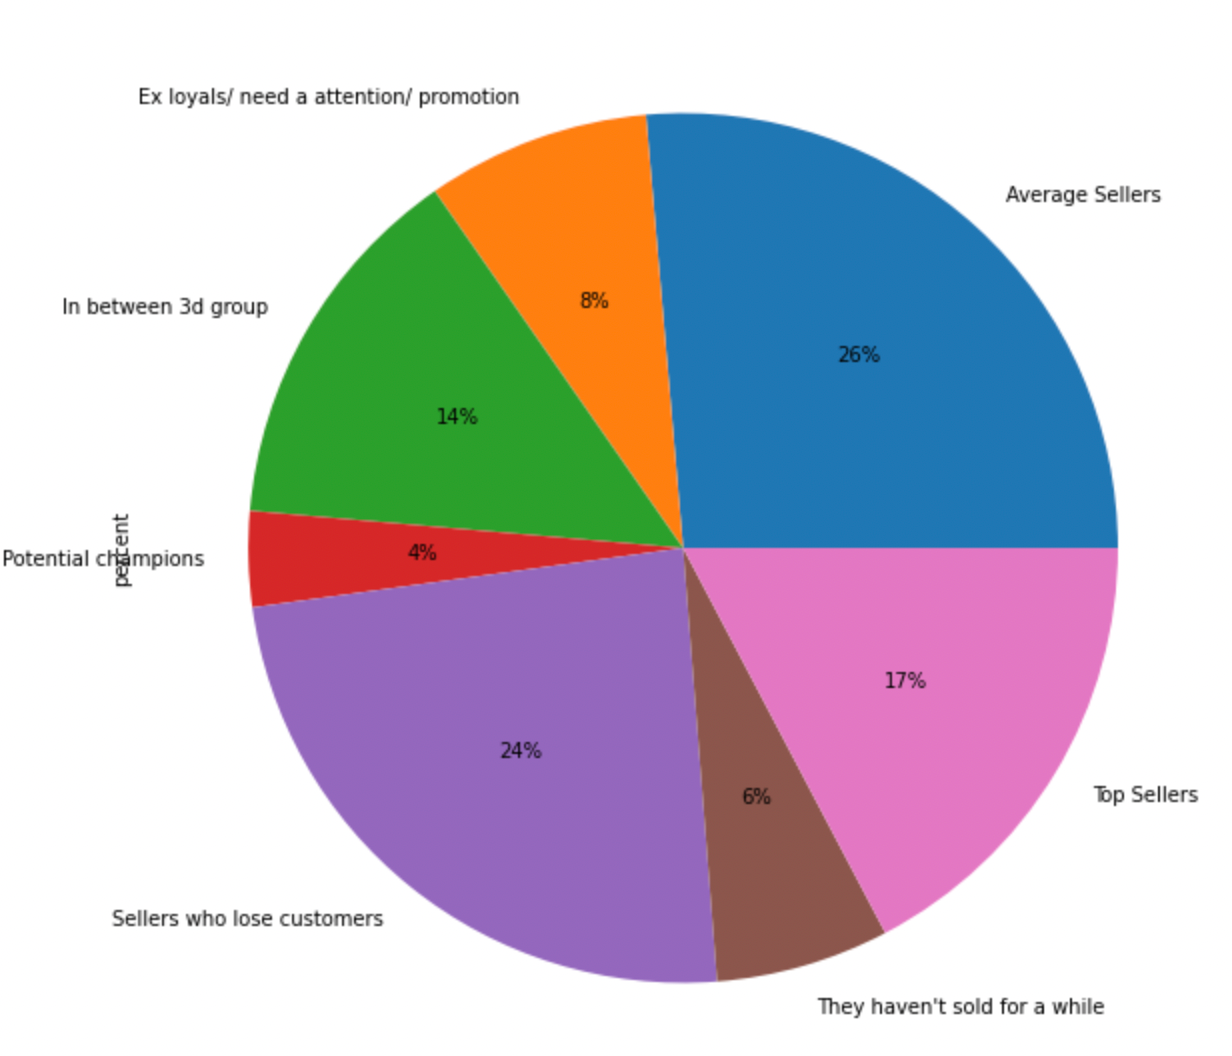 Ex loyals/ need a attention/ promotion
Average Sellers
In between 3d group
8%
26%
14%
percent
Potential champions
4%
17%
24%
6%
Top Sellers
Sellers who lose customers
They haven't sold for a while